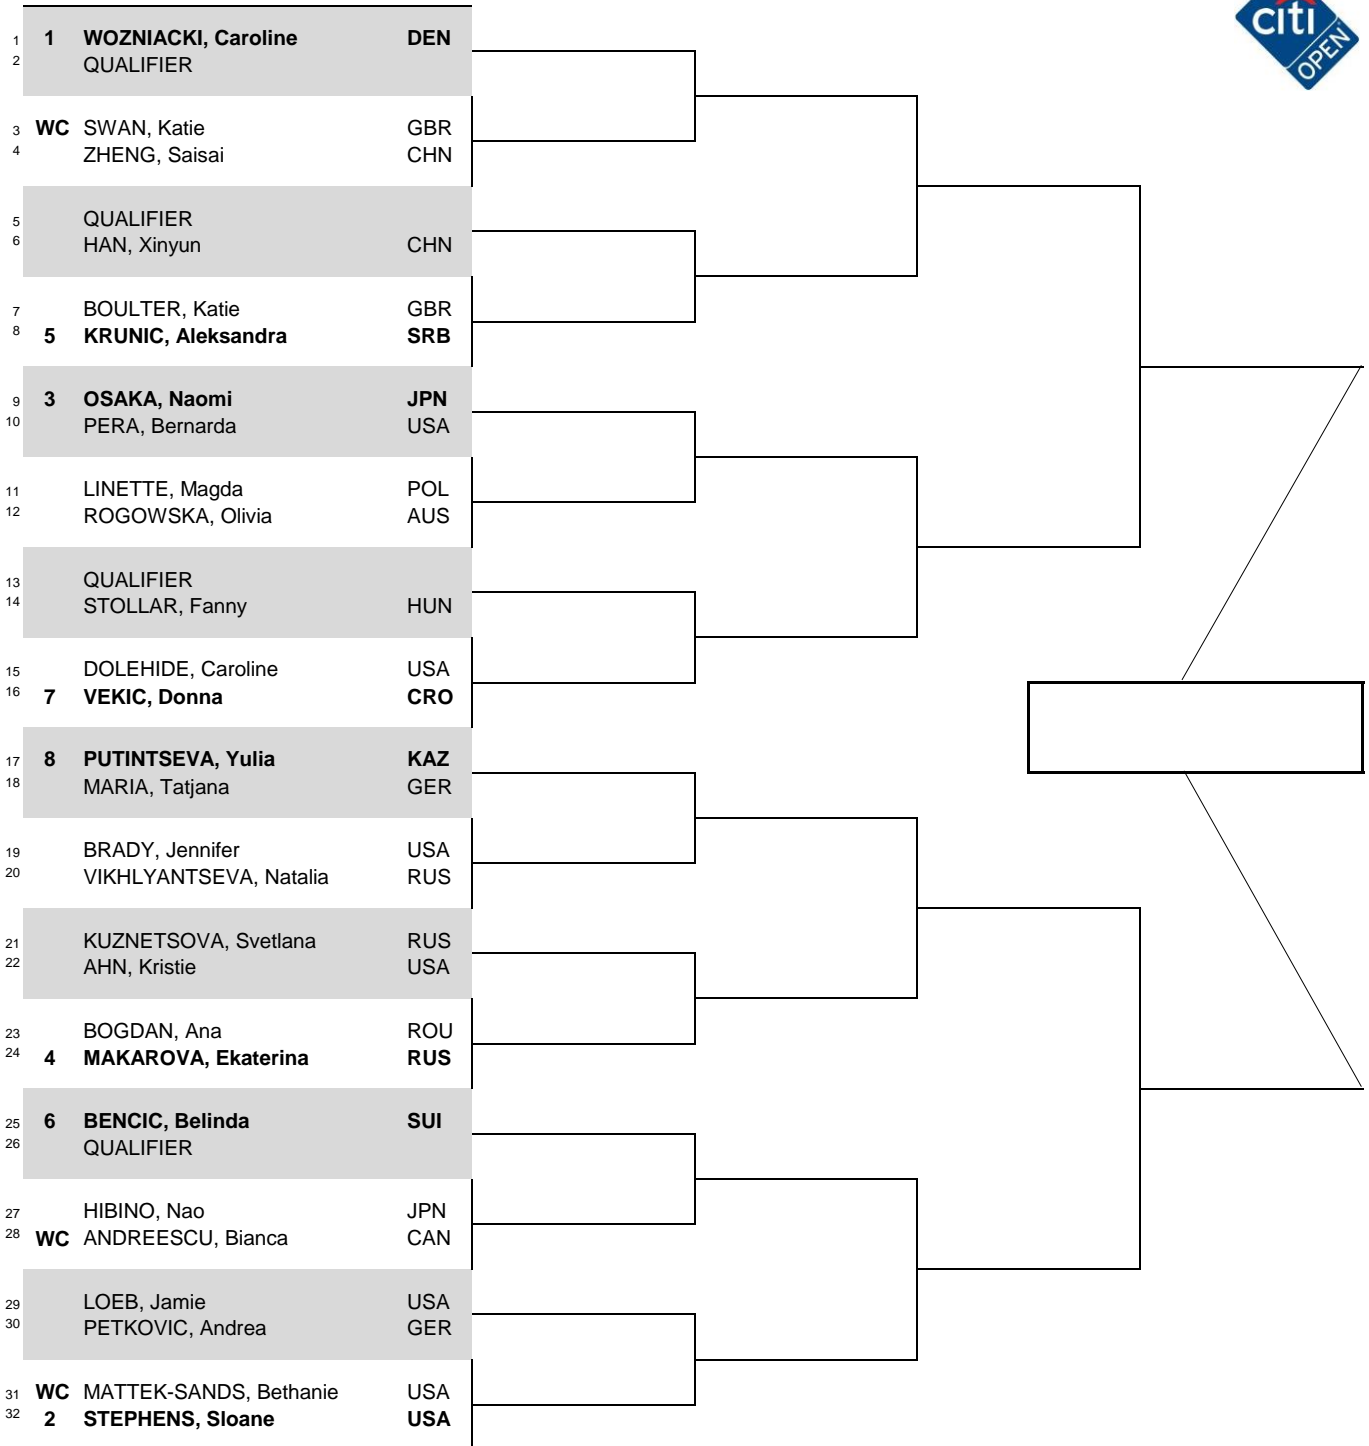 citi
OPEN
1 1 WOZNIACKI, Caroline DEN
2 QUALIFIER
3 WC SWAN, Katie GBR
4 ZHENG, Saisai CHN
5 QUALIFIER
6 HAN, Xinyun CHN
7 BOULTER, Katie GBR
8 5 KRUNIC, Aleksandra SRB
9 3 OSAKA, Naomi JPN
10 PERA, Bernarda USA
11 LINETTE, Magda POL
12 ROGOWSKA, Olivia AUS
13 QUALIFIER
14 STOLLAR, Fanny HUN
15 DOLEHIDE, Caroline USA
16 7 VEKIC, Donna CRO
17 8 PUTINTSEVA, Yulia KAZ
18 MARIA, Tatjana GER
19 BRADY, Jennifer USA
20 VIKHLYANTSEVA, Natalia RUS
21 KUZNETSOVA, Svetlana RUS
22 AHN, Kristie USA
23 BOGDAN, Ana ROU
24 4 MAKAROVA, Ekaterina RUS
25 6 BENCIC, Belinda SUI
26 QUALIFIER
27 HIBINO, Nao JPN
28 WC ANDREESCU, Bianca CAN
29 LOEB, Jamie USA
30 PETKOVIC, Andrea GER
31 WC MATTEK-SANDS, Bethanie USA
32 2 STEPHENS, Sloane USA